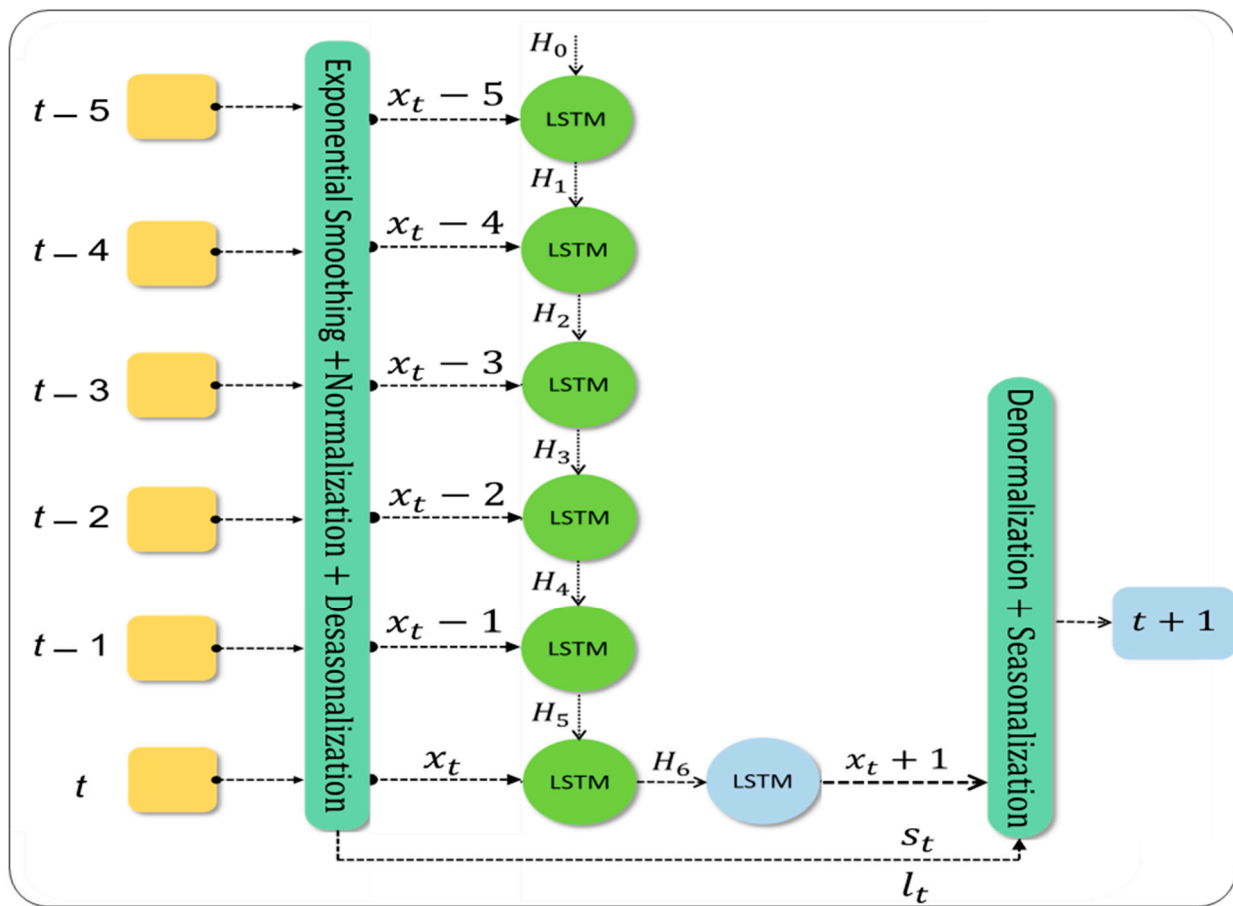 H₀
t − 5
xₜ − 5
LSTM
H₁
t − 4
xₜ − 4
LSTM
H₂
t − 3
xₜ − 3
LSTM
H₃
t − 2
xₜ − 2
LSTM
H₄
t − 1
xₜ − 1
LSTM
H₅
t
xₜ
LSTM
H₆
LSTM
xₜ + 1
Exponential Smoothing +Normalization + Desasonalization
Denormalization + Seasonalization
t + 1
sₜ
lₜ